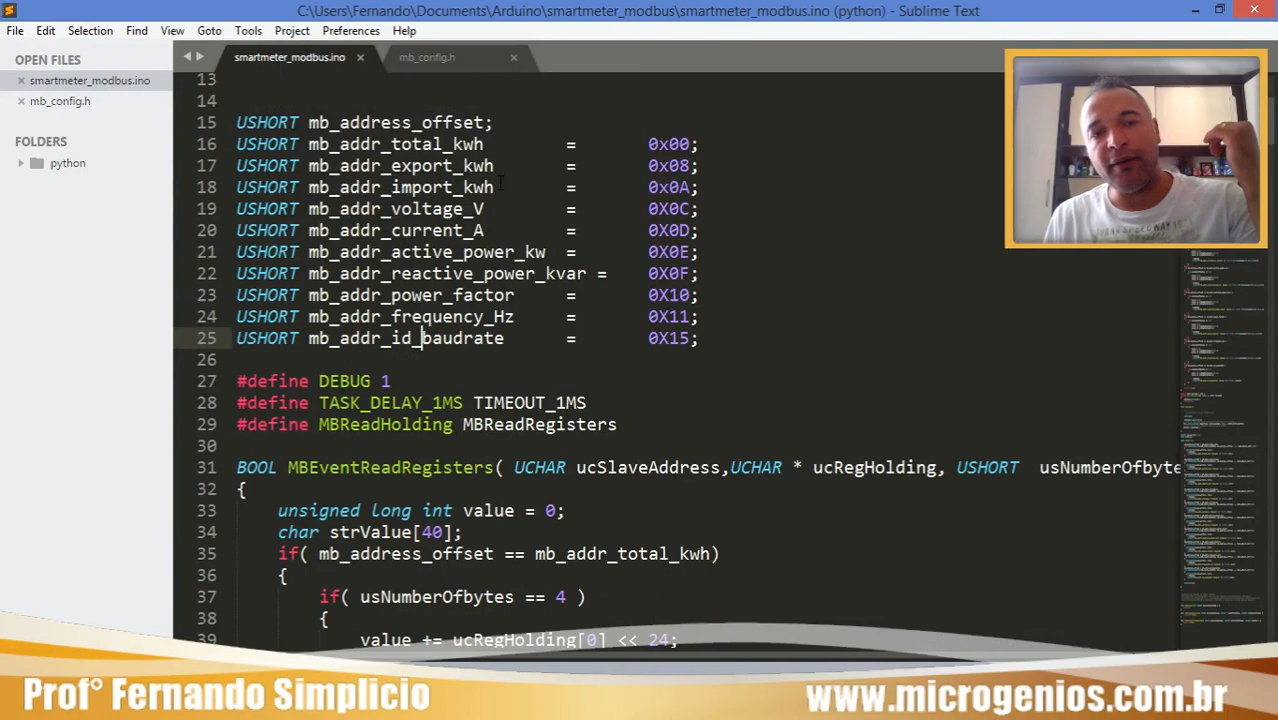 C:\Users\Fernando\Documents\Arduino\smartmeter_modbus\smartmeter_modbus.ino (python) - Sublime Text
File Edit Selection Find View Goto Tools Project Preferences Help
OPEN FILES
smartmeter_modbus.ino
mb_config.h
FOLDERS
python
smartmeter_modbus.ino mb_config.h
13
14
15 USHORT mb_address_offset;
16 USHORT mb_addr_total_kwh = 0x00;
17 USHORT mb_addr_export_kwh = 0x08;
18 USHORT mb_addr_import_kwh = 0x0A;
19 USHORT mb_addr_voltage_V = 0X0C;
20 USHORT mb_addr_current_A = 0X0D;
21 USHORT mb_addr_active_power_kw = 0X0E;
22 USHORT mb_addr_reactive_power_kvar = 0X0F;
23 USHORT mb_addr_power_factor = 0X10;
24 USHORT mb_addr_frequency_Hz = 0X11;
25 USHORT mb_addr_id_baudrate = 0X15;
26
27 #define DEBUG 1
28 #define TASK_DELAY_1MS TIMEOUT_1MS
29 #define MBReadHolding MBReadRegisters
30
31 BOOL MBEventReadRegisters( UCHAR ucSlaveAddress,UCHAR * ucRegHolding, USHORT usNumberOfbyte
32 {
33 unsigned long int value = 0;
34 char strValue[40];
35 if( mb_address_offset == mb_addr_total_kwh)
36 {
37 if( usNumberOfbytes == 4 )
38 {
39 value += ucRegHolding[0] << 24;
Prof° Fernando Simplicio
www.microgenios.com.br